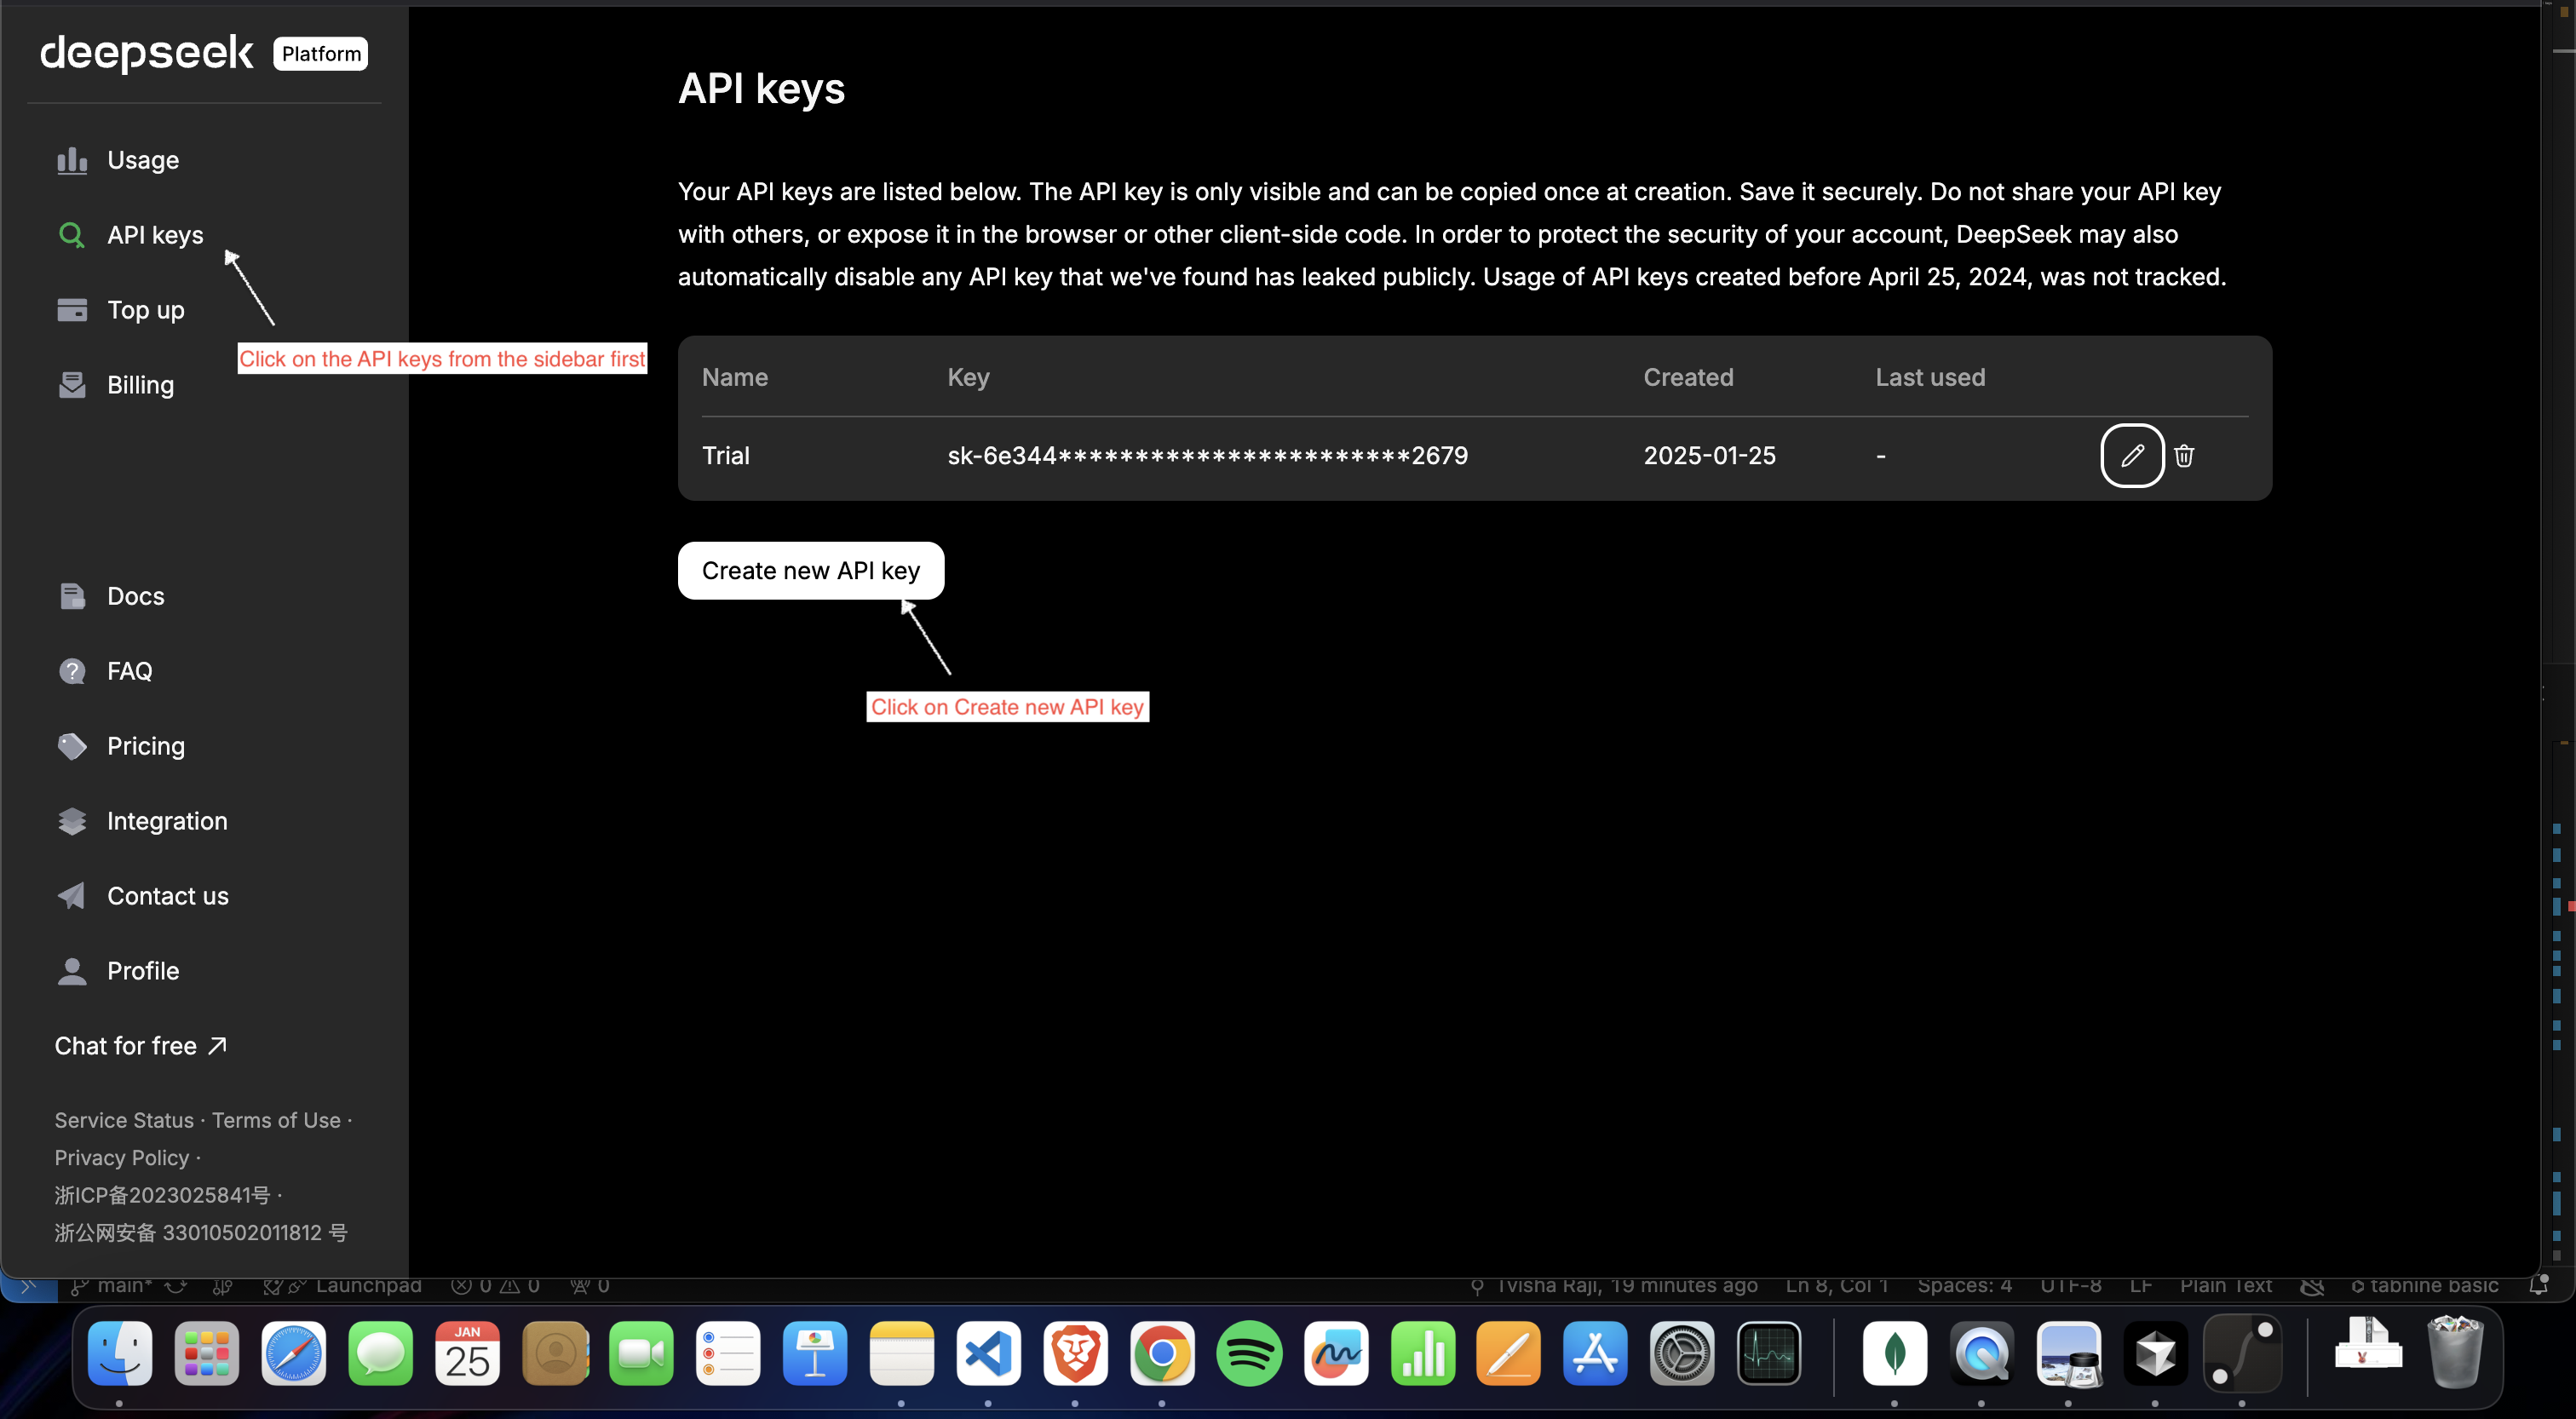 deepseek Platform
Usage
API keys
Top up
Click on the API keys from the sidebar first
Billing
Docs
FAQ
Pricing
Integration
Contact us
Profile
Chat for free
Service Status · Terms of Use ·
Privacy Policy ·
浙ICP备2023025841号 ·
浙公网安备 33010502011812 号
API keys
Your API keys are listed below. The API key is only visible and can be copied once at creation. Save it securely. Do not share your API key
with others, or expose it in the browser or other client-side code. In order to protect the security of your account, DeepSeek may also
automatically disable any API key that we've found has leaked publicly. Usage of API keys created before April 25, 2024, was not tracked.
Name Key Created Last used
Trial sk-6e344**********************2679 2025-01-25 -
Create new API key
Click on Create new API key
main* Launchpad 0 0 0 Tvisha Raji, 19 minutes ago Ln 8, Col 1 Spaces: 4 UTF-8 LF Plain Text tabnine basic
JAN
25